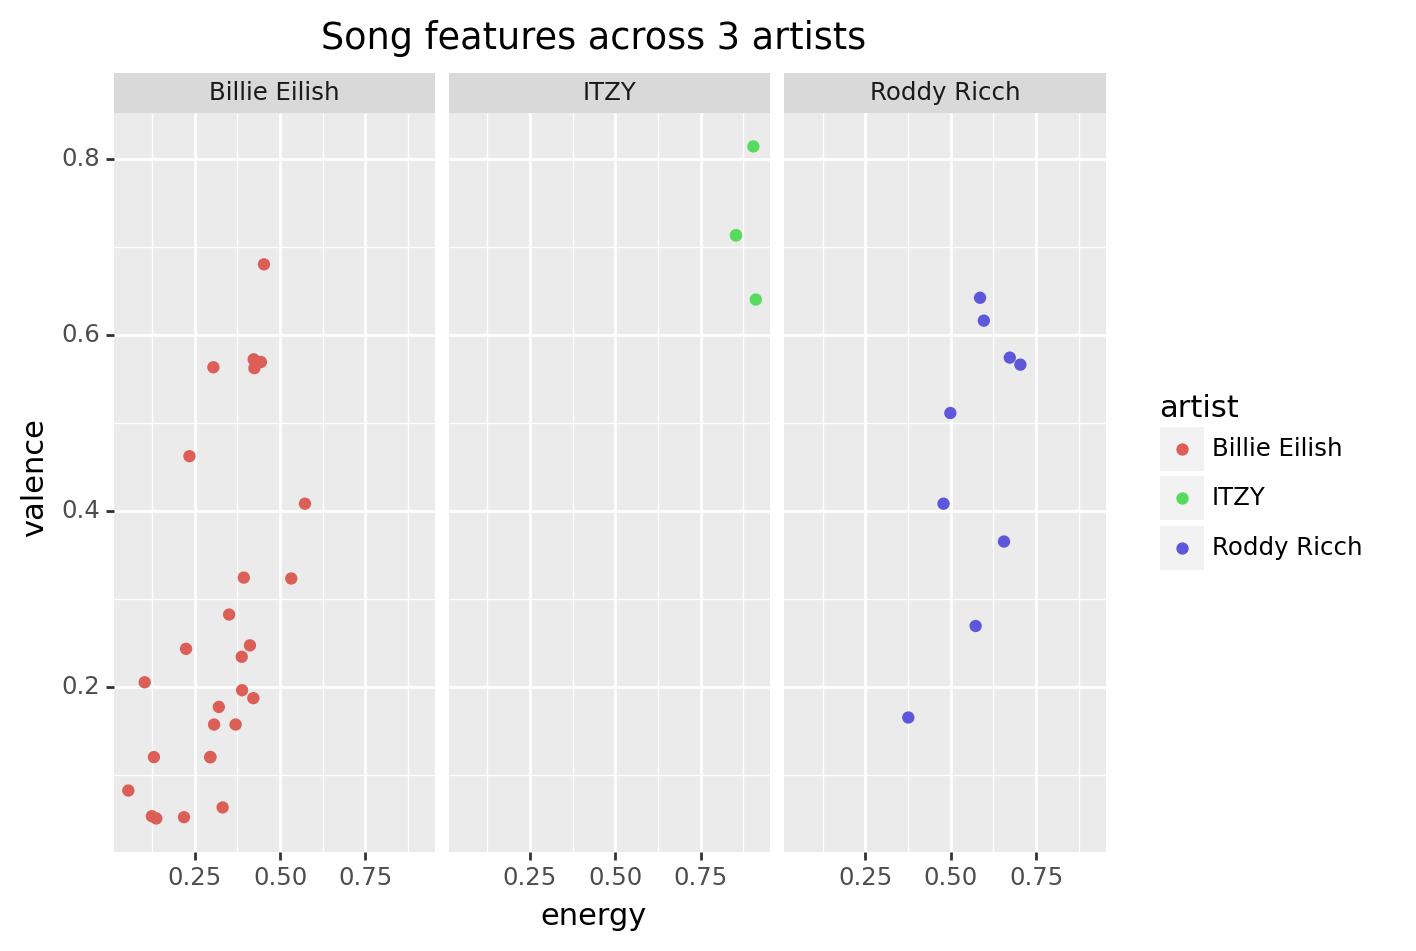 Song features across 3 artists
Billie Eilish
ITZY
Roddy Ricch
0.8
0.6
0.4
0.2
valence
0.25 0.50 0.75
0.25 0.50 0.75
0.25 0.50 0.75
energy
artist
Billie Eilish
ITZY
Roddy Ricch